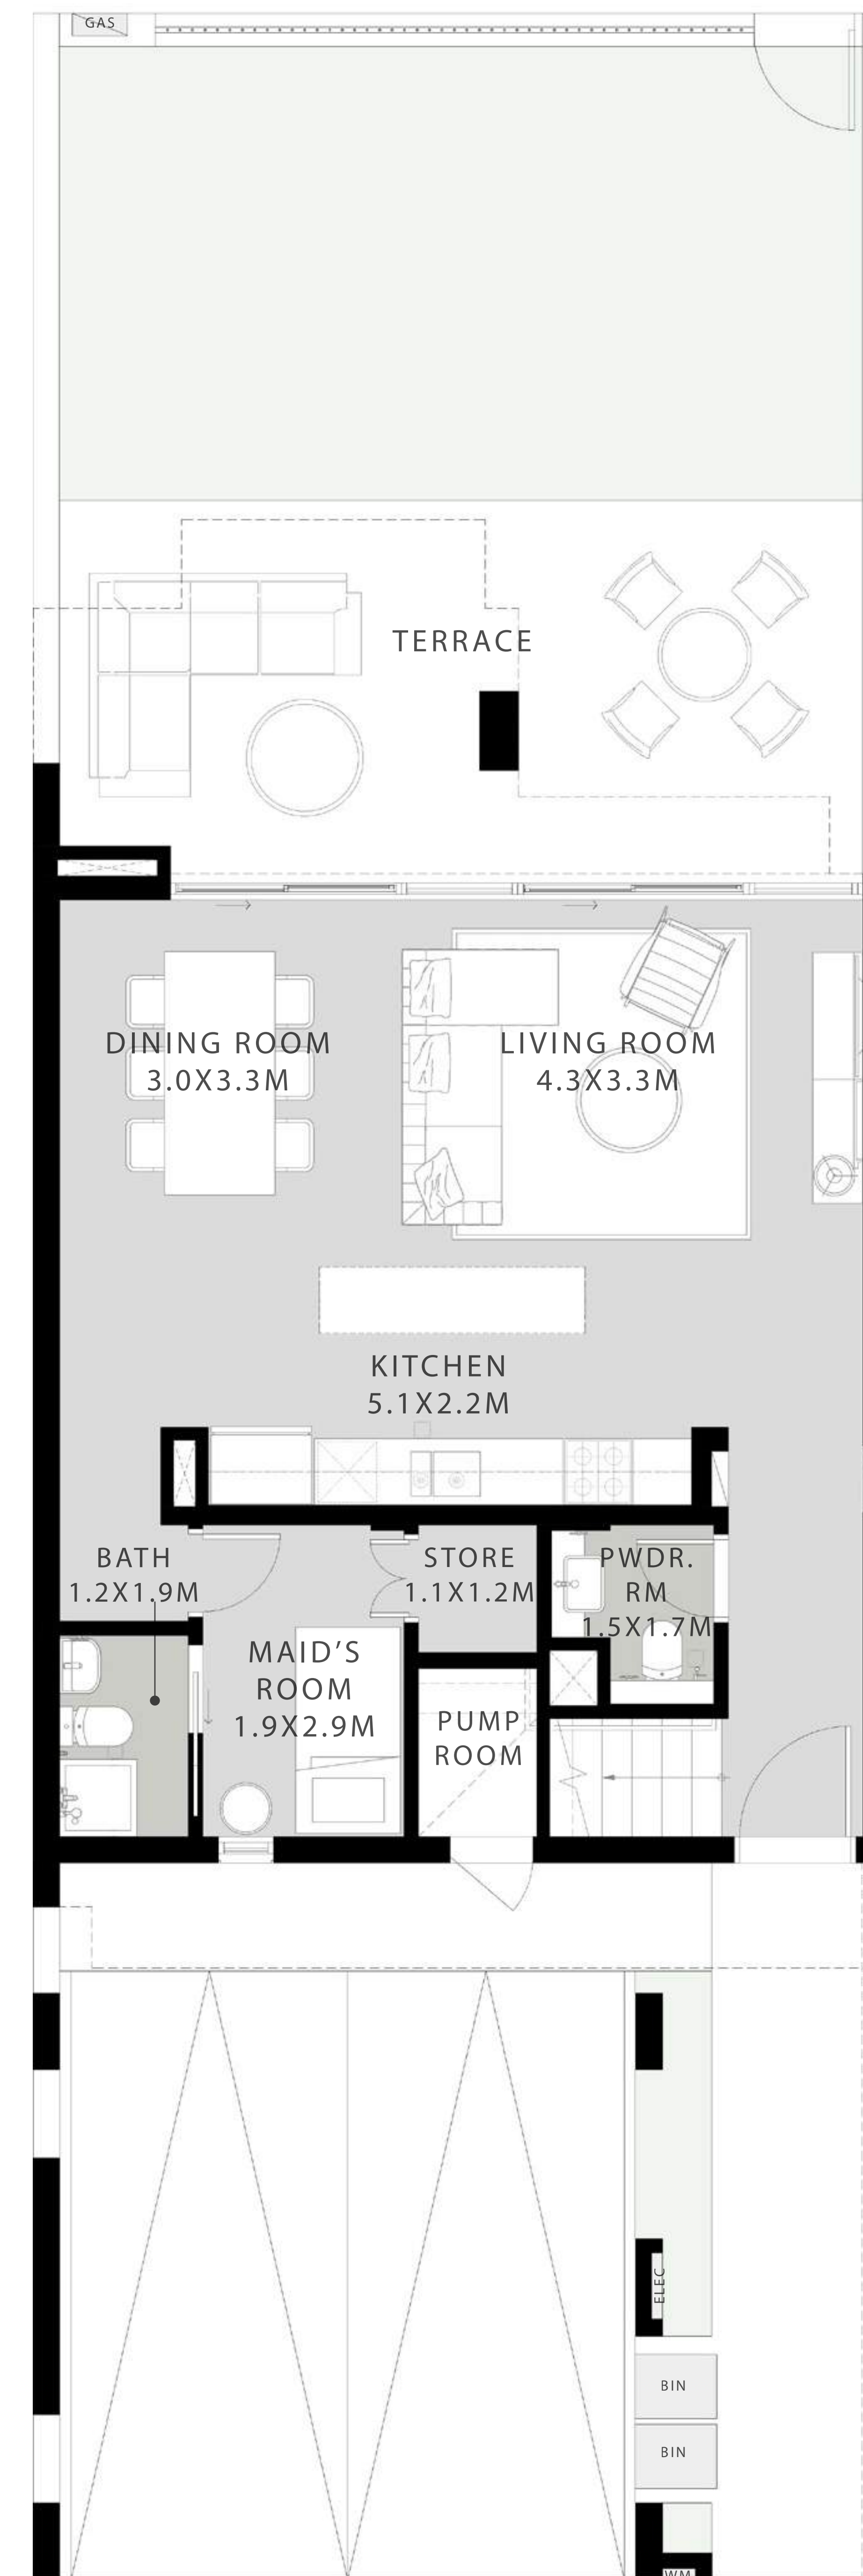 GAS
TERRACE
DINING ROOM
3.0X3.3M
LIVING ROOM
4.3X3.3M
KITCHEN
5.1X2.2M
BATH
1.2X1.9M
STORE
1.1X1.2M
PWDR.
RM
1.5X1.7M
MAID'S
ROOM
1.9X2.9M
PUMP
ROOM
ELEC
BIN
BIN
WM